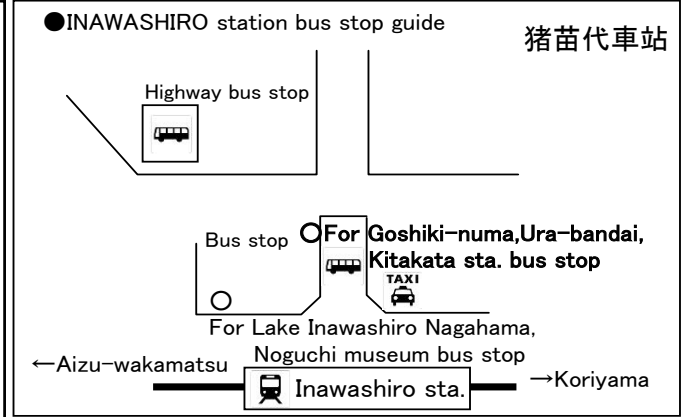 ●INAWASHIRO station bus stop guide
猪苗代車站
Highway bus stop
Bus stop
For Goshiki-numa,Ura-bandai,
Kitakata sta. bus stop
TAXI
For Lake Inawashiro Nagahama,
Noguchi museum bus stop
←Aizu-wakamatsu
Inawashiro sta.
→Koriyama